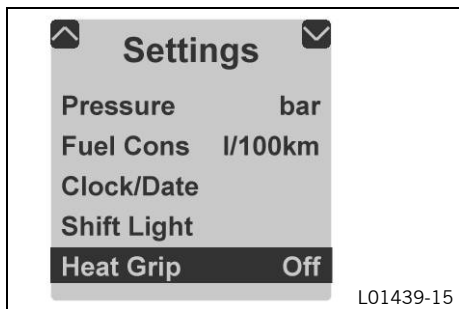 Settings
Pressure bar
Fuel Cons l/100km
Clock/Date
Shift Light
Heat Grip Off
L01439-15